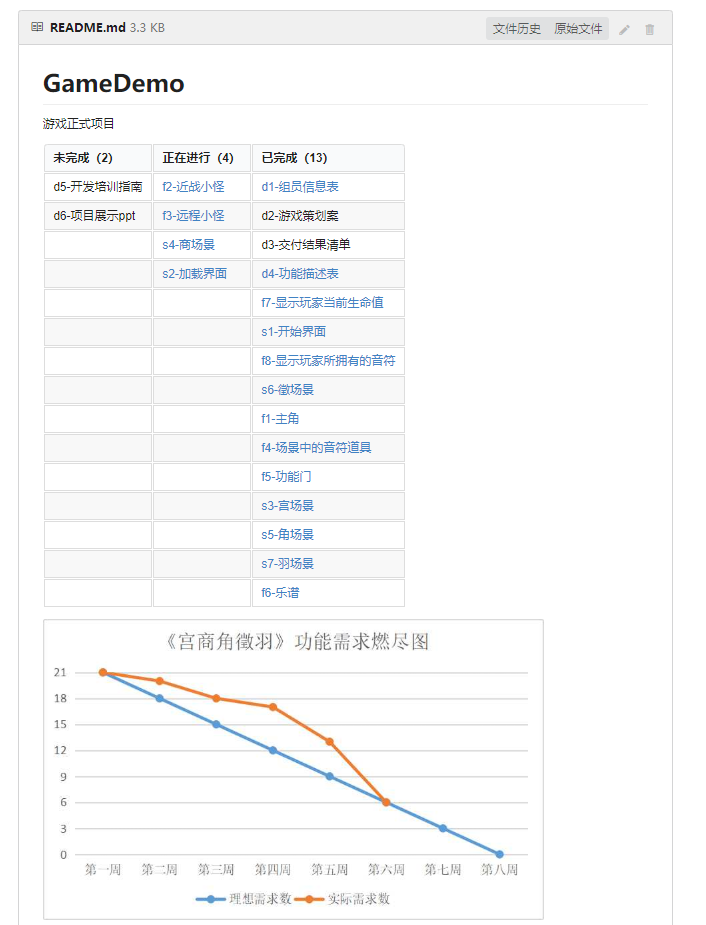 README.md 3.3 KB 文件历史 原始文件
GameDemo
游戏正式项目
未完成（2） 正在进行（4） 已完成（13）
d5-开发培训指南 f2-近战小怪 d1-组员信息表
d6-项目展示ppt f3-远程小怪 d2-游戏策划案
s4-商场景 d3-交付结果清单
s2-加载界面 d4-功能描述表
f7-显示玩家当前生命值
s1-开始界面
f8-显示玩家所拥有的音符
s6-徵场景
f1-主角
f4-场景中的音符道具
f5-功能门
s3-宫场景
s5-角场景
s7-羽场景
f6-乐谱
《宫商角徵羽》功能需求燃尽图
21
18
15
12
9
6
3
0
第一周 第二周 第三周 第四周 第五周 第六周 第七周 第八周
理想需求数 实际需求数